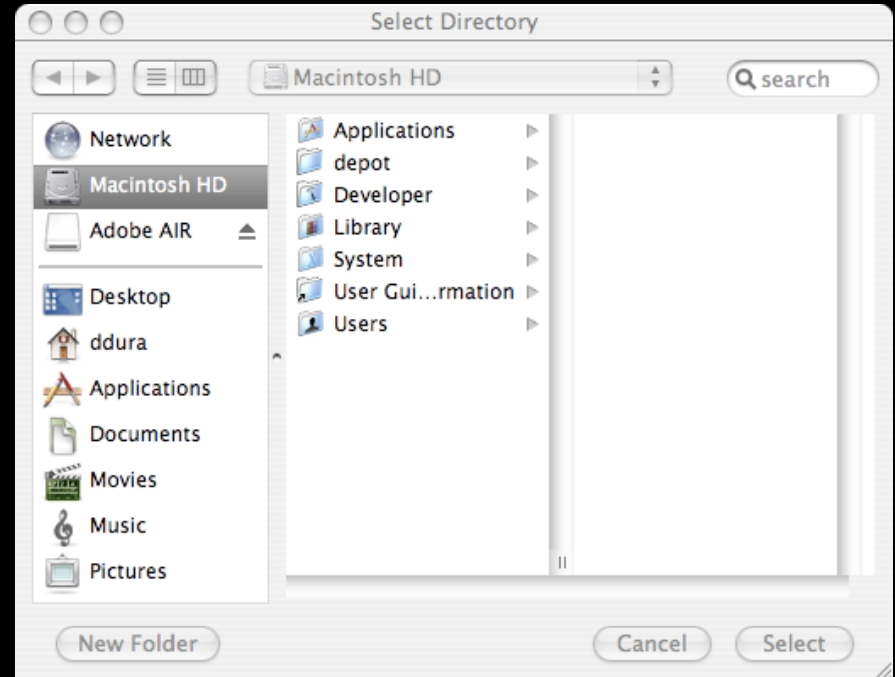 Select Directory
Macintosh HD
search
Network
Macintosh HD
Adobe AIR
Desktop
ddura
Applications
Documents
Movies
Music
Pictures
Applications
depot
Developer
Library
System
User Gui...rmation
Users
New Folder
Cancel
Select